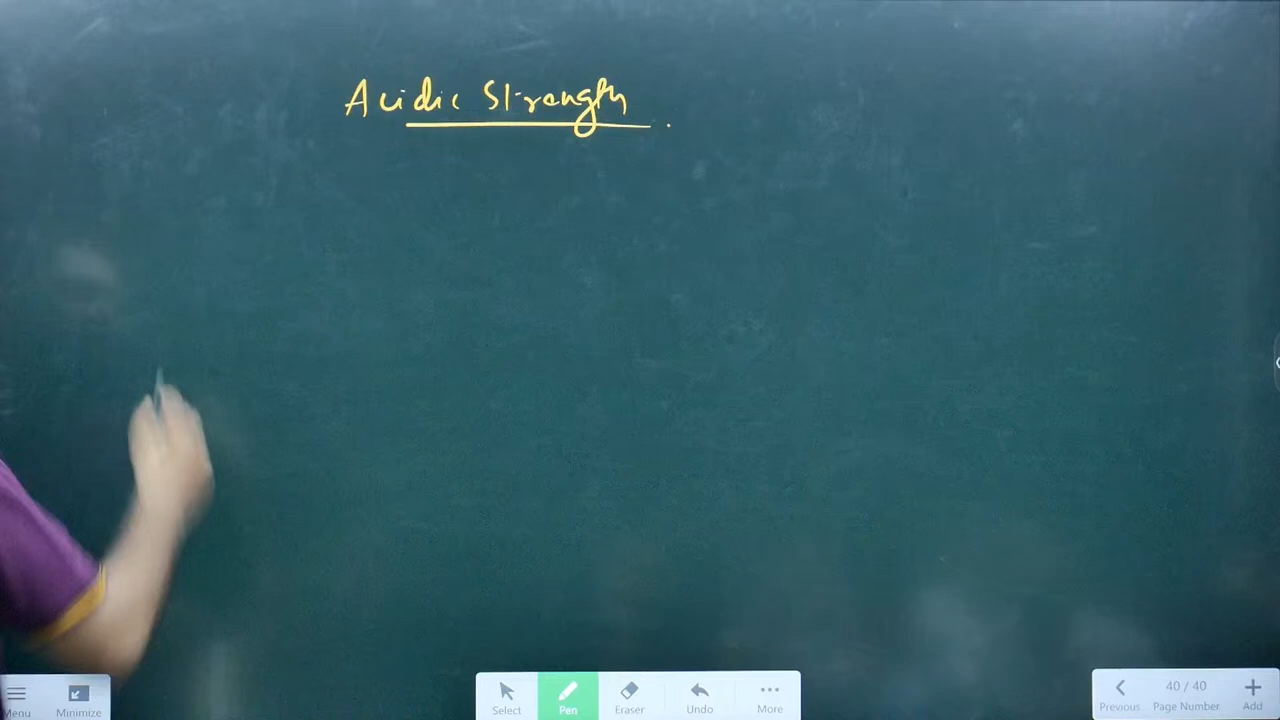 Acidic Strength.
Menu
Minimize
Select
Pen
Eraser
Undo
More
Previous
40 / 40
Page Number
Add